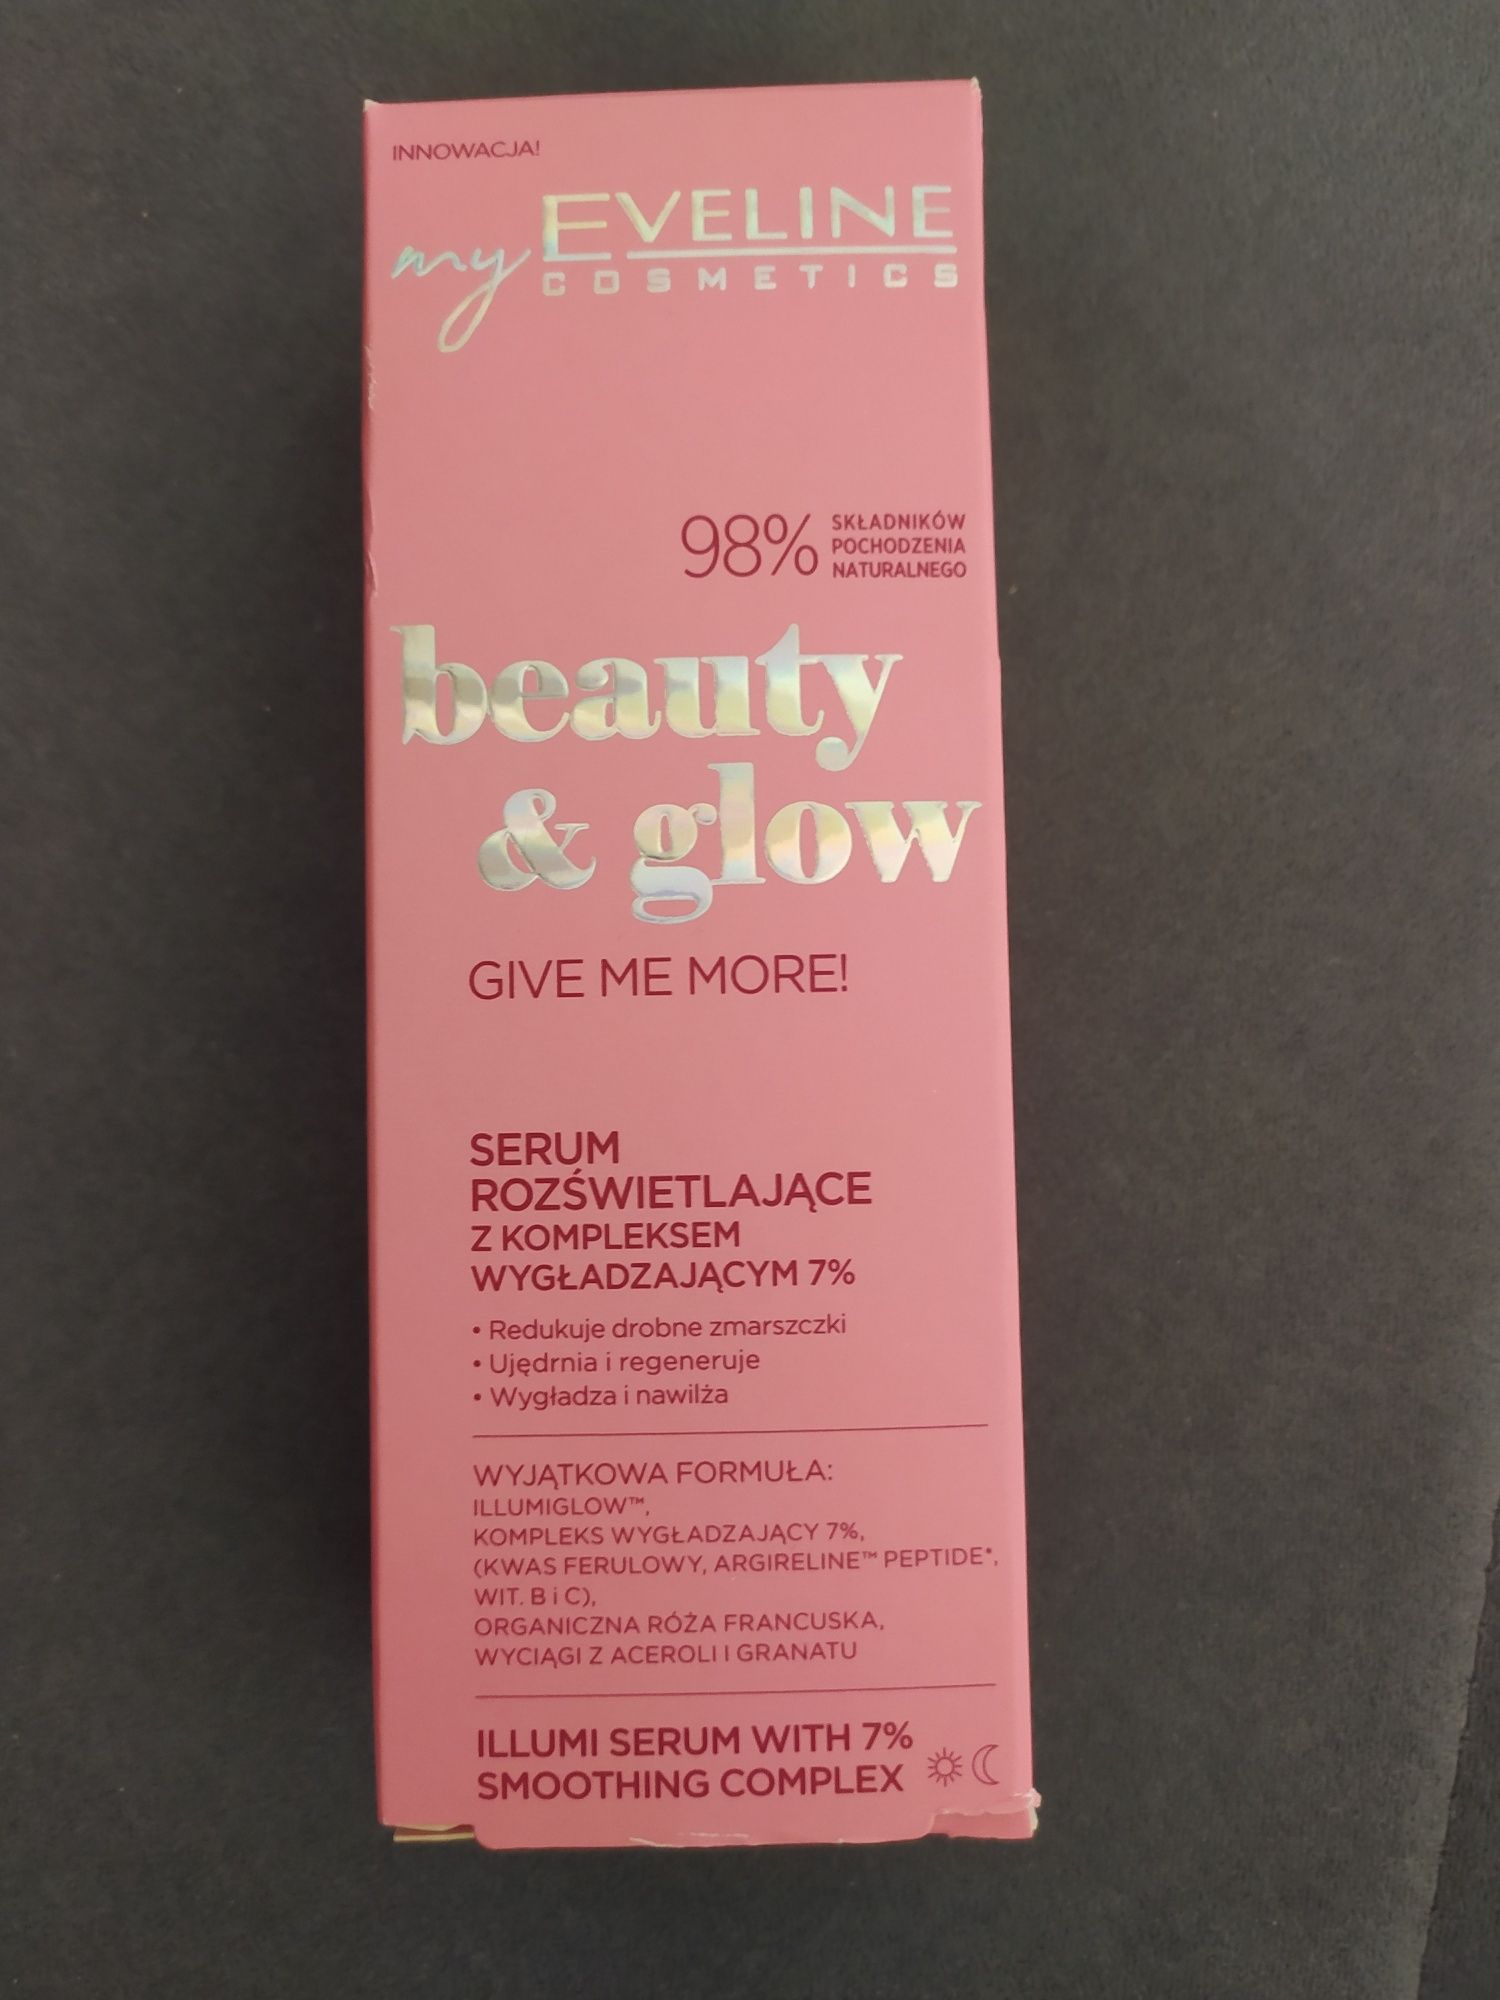 INNOWACJA!
my EVELINE
COSMETICS
98% SKŁADNIKÓW
POCHODZENIA
NATURALNEGO
beauty
& glow
GIVE ME MORE!
SERUM
ROZŚWIETLAJĄCE
Z KOMPLEKSEM
WYGŁADZAJĄCYM 7%
• Redukuje drobne zmarszczki
• Ujędrnia i regeneruje
• Wygładza i nawilża
WYJĄTKOWA FORMUŁA:
ILLUMIGLOW™,
KOMPLEKS WYGŁADZAJĄCY 7%,
(KWAS FERULOWY, ARGIRELINE™ PEPTIDE*,
WIT. B i C),
ORGANICZNA RÓŻA FRANCUSKA,
WYCIĄGI Z ACEROLI I GRANATU
ILLUMI SERUM WITH 7%
SMOOTHING COMPLEX